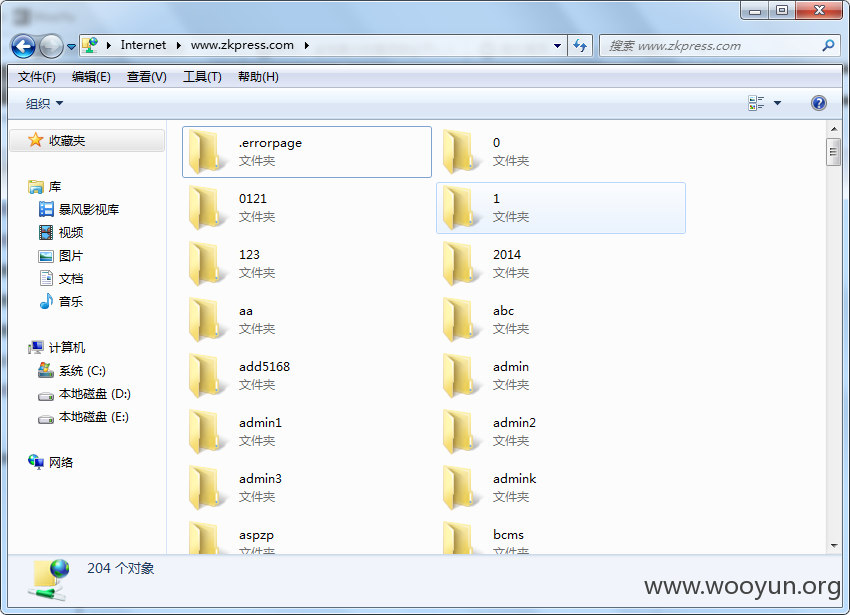 Internet www.zkpress.com
搜索 www.zkpress.com
文件(F) 编辑(E) 查看(V) 工具(T) 帮助(H)
组织
收藏夹
库
暴风影视库
视频
图片
文档
音乐
计算机
系统 (C:)
本地磁盘 (D:)
本地磁盘 (E:)
网络
.errorpage
文件夹
0
文件夹
0121
文件夹
1
文件夹
123
文件夹
2014
文件夹
aa
文件夹
abc
文件夹
add5168
文件夹
admin
文件夹
admin1
文件夹
admin2
文件夹
admin3
文件夹
admink
文件夹
aspzp
文件夹
bcms
文件夹
204 个对象
www.wooyun.org